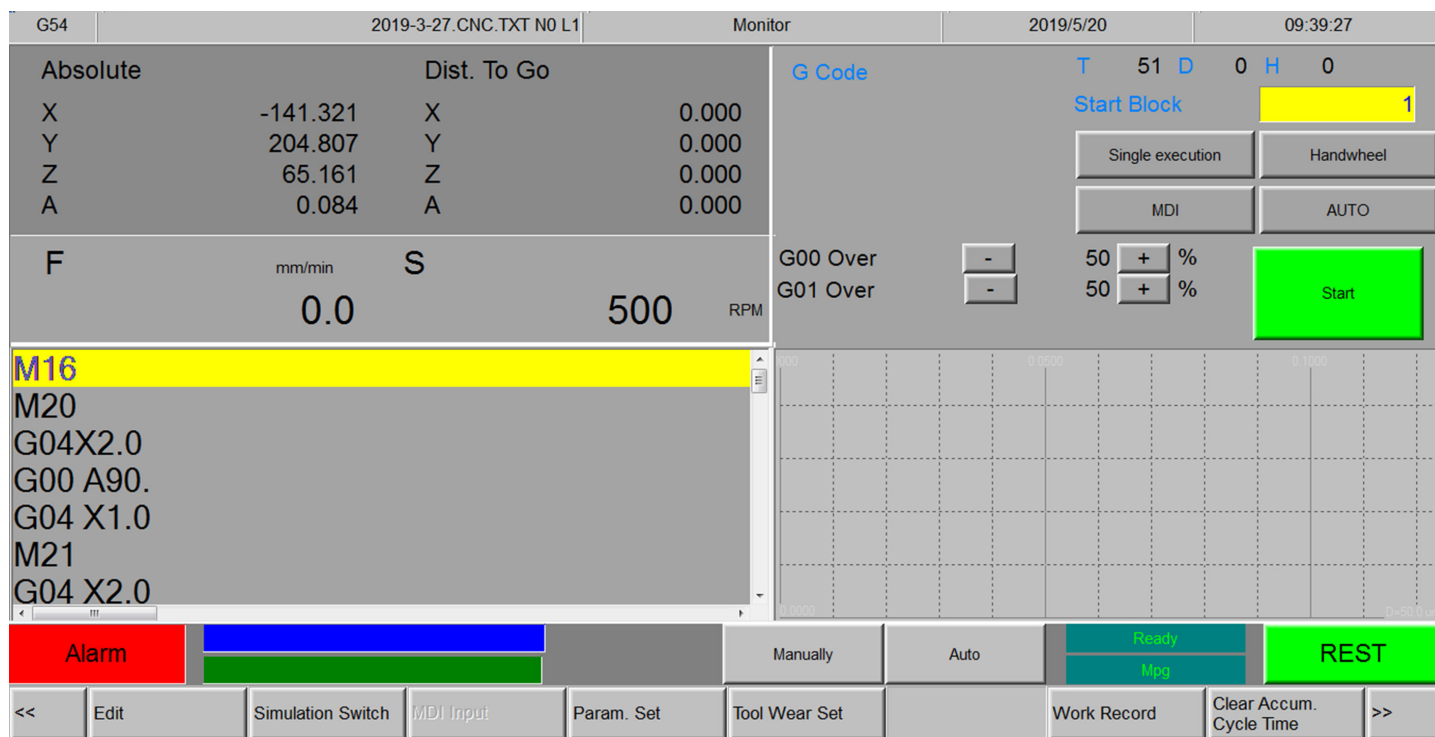 G54 2019-3-27.CNC.TXT N0 L1 Monitor 2019/5/20 09:39:27
Absolute Dist. To Go
X -141.321 X 0.000
Y 204.807 Y 0.000
Z 65.161 Z 0.000
A 0.084 A 0.000
F mm/min S
0.0 500 RPM
G Code T 51 D 0 H 0
Start Block 1
Single execution Handwheel
MDI AUTO
G00 Over - 50 + %
G01 Over - 50 + %
Start
M16
M20
G04X2.0
G00 A90.
G04 X1.0
M21
G04 X2.0
0.0500 0.1000
0.0000
Alarm Manually Auto Ready REST
Mpg
<< Edit Simulation Switch MDI Input Param. Set Tool Wear Set Work Record Clear Accum. >>
Cycle Time